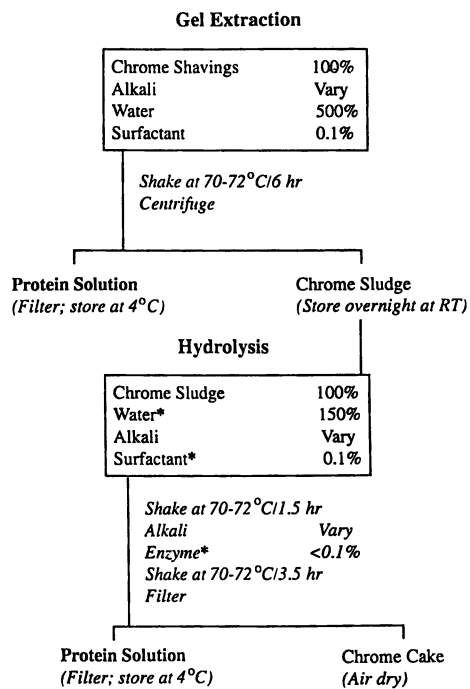 Gel Extraction
Chrome Shavings 100%
Alkali Vary
Water 500%
Surfactant 0.1%
Shake at 70-72°C/6 hr
Centrifuge
Protein Solution Chrome Sludge
(Filter; store at 4°C) (Store overnight at RT)
Hydrolysis
Chrome Sludge 100%
Water* 150%
Alkali Vary
Surfactant* 0.1%
Shake at 70-72°C/1.5 hr
Alkali Vary
Enzyme* <0.1%
Shake at 70-72°C/3.5 hr
Filter
Protein Solution Chrome Cake
(Filter; store at 4°C) (Air dry)